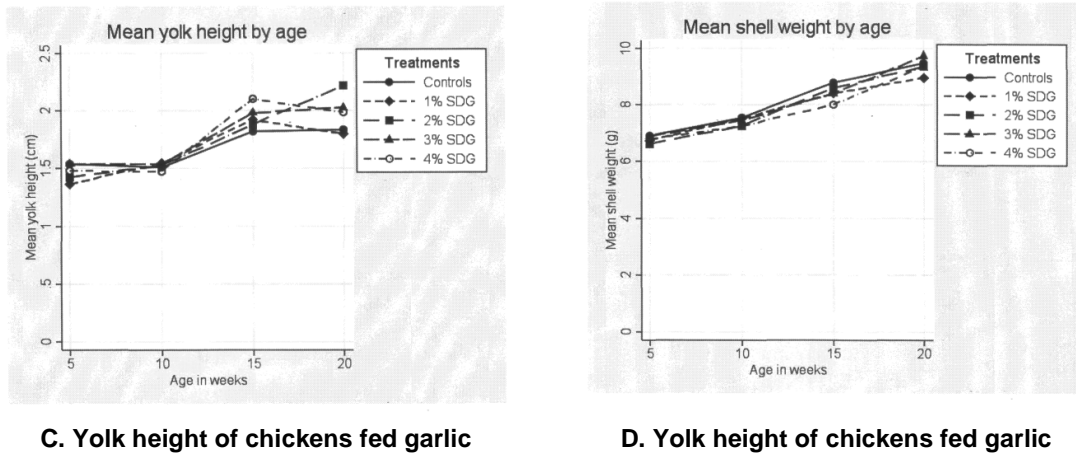 Mean yolk height by age
Mean yolk height (cm)
2.5
2
1.5
1
.5
0
5
10
15
20
Age in weeks
Treatments
Controls
1% SDG
2% SDG
3% SDG
4% SDG
Mean shell weight by age
Mean shell weight (g)
10
8
6
4
2
0
5
10
15
20
Age in weeks
Treatments
Controls
1% SDG
2% SDG
3% SDG
4% SDG
C. Yolk height of chickens fed garlic
D. Yolk height of chickens fed garlic